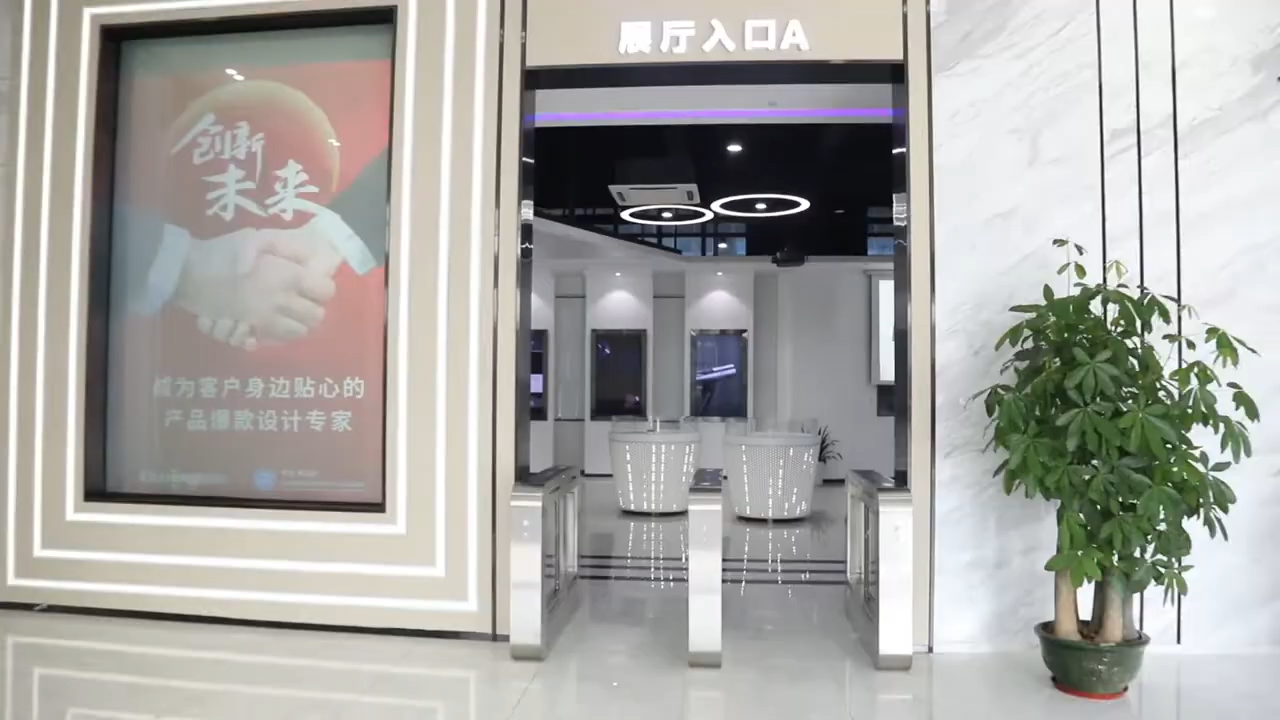 展厅入口A
创新
未来
成为客户身边贴心的
产品爆款设计专家